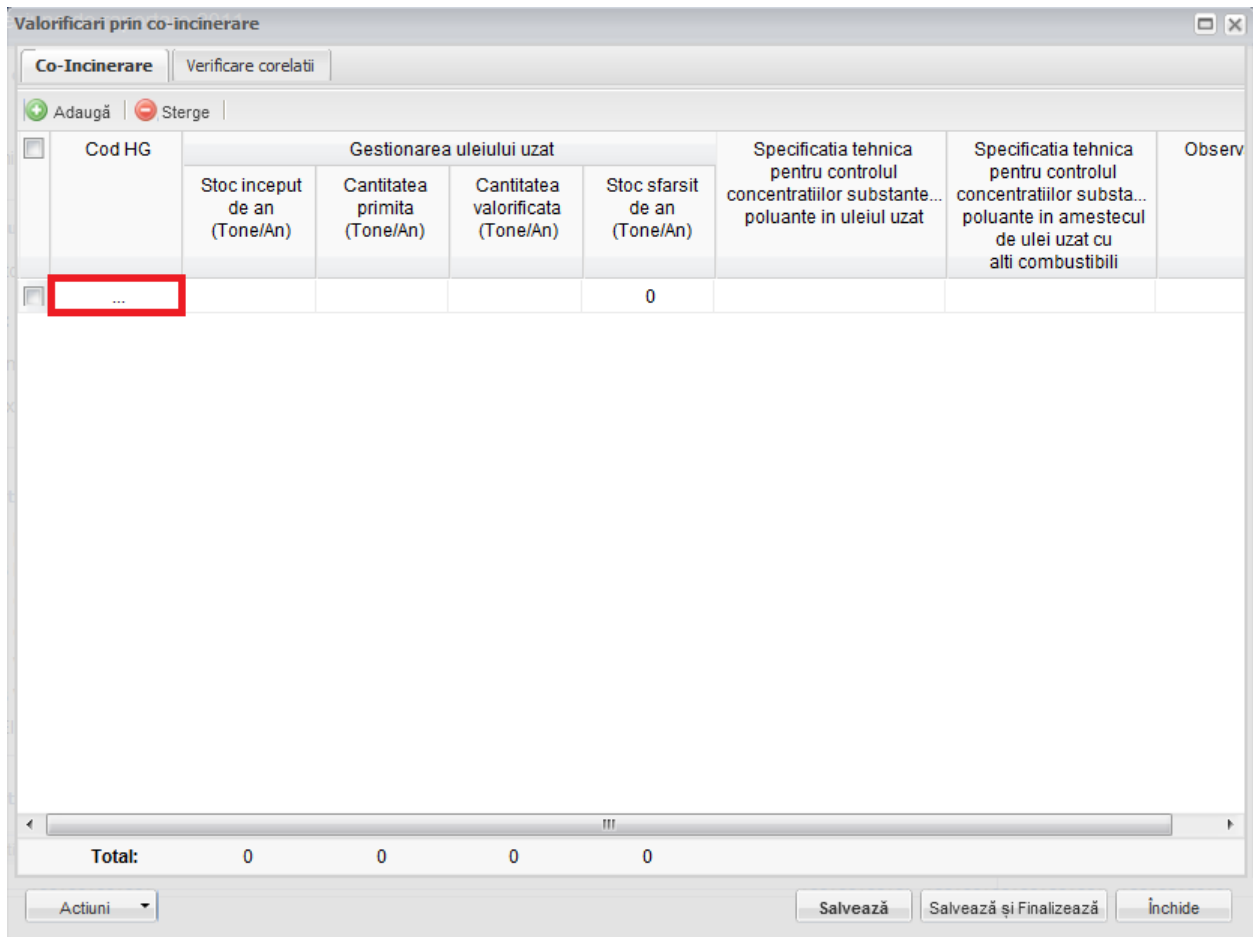 Valorificari prin co-incinerare
Co-Incinerare Verificare corelatii
Adaugă Sterge
Cod HG
Gestionarea uleiului uzat
Stoc inceput
de an
(Tone/An)
Cantitatea
primita
(Tone/An)
Cantitatea
valorificata
(Tone/An)
Stoc sfarsit
de an
(Tone/An)
Specificatia tehnica
pentru controlul
concentratiilor substante...
poluante in uleiul uzat
Specificatia tehnica
pentru controlul
concentratiilor substa...
poluante in amestecul
de ulei uzat cu
alti combustibili
Observ
... 0
Total: 0 0 0 0
Actiuni Salvează Salvează și Finalizează Închide